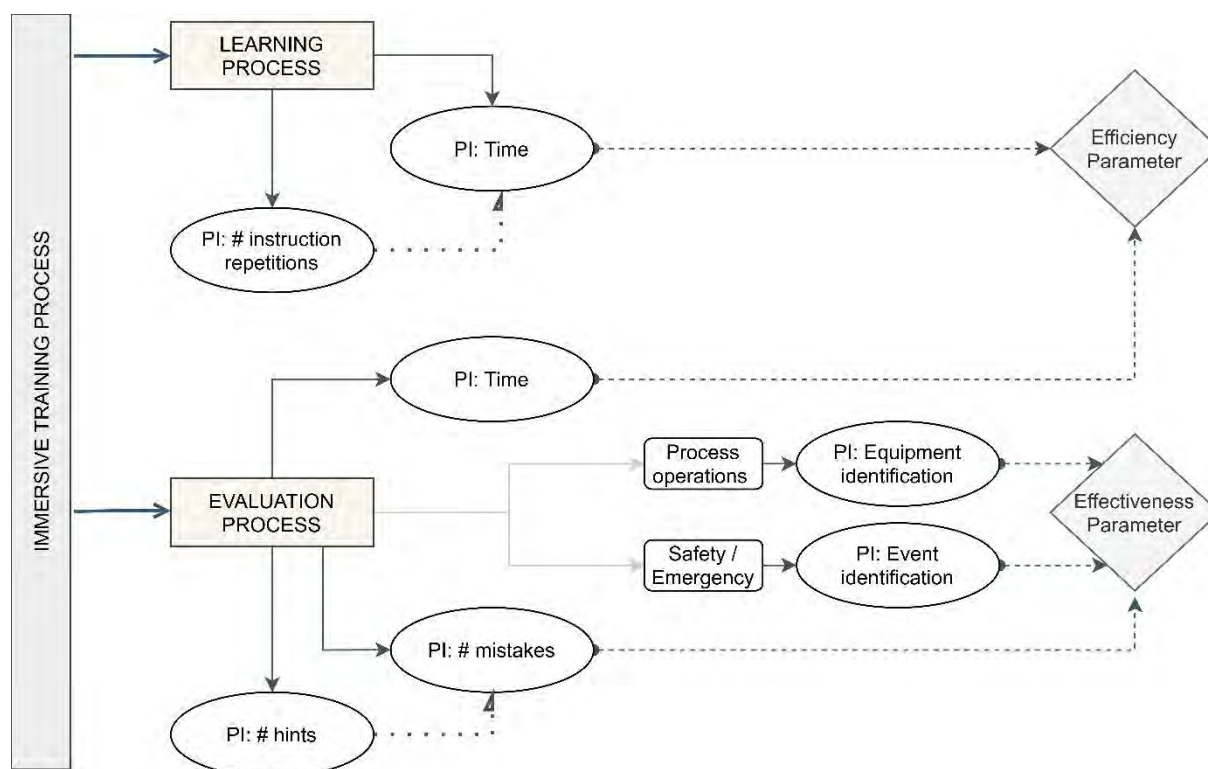 IMMERSIVE TRAINING PROCESS
LEARNING
PROCESS
PI: Time
Efficiency
Parameter
PI: # instruction
repetitions
PI: Time
Process
operations
PI: Equipment
identification
EVALUATION
PROCESS
Effectiveness
Parameter
Safety /
Emergency
PI: Event
identification
PI: # mistakes
PI: # hints